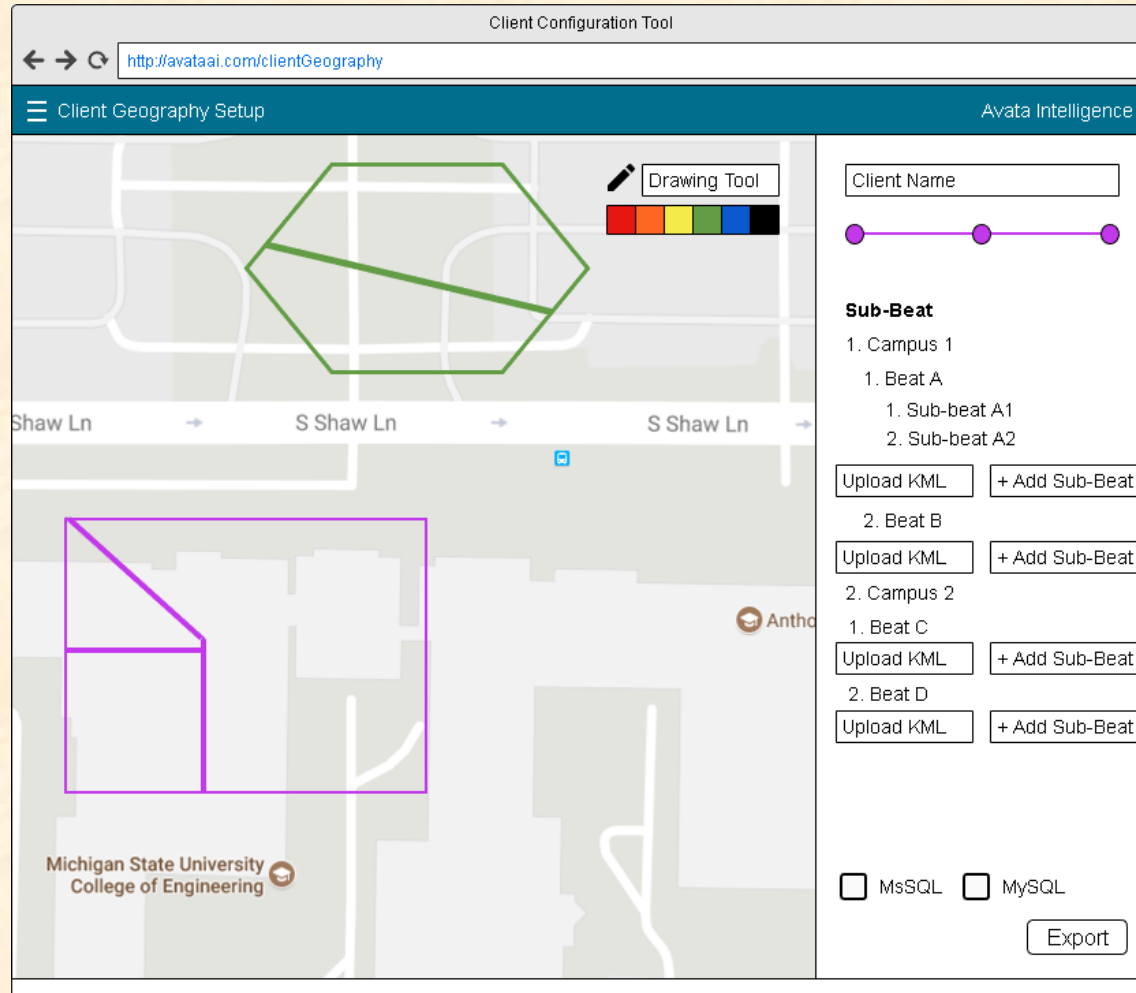 Client Configuration Tool
http://avataai.com/clientGeography
Client Geography Setup
Avata Intelligence
Drawing Tool
Shaw Ln
S Shaw Ln
S Shaw Ln
Antho
Michigan State University
College of Engineering
Client Name
Sub-Beat
1. Campus 1
1. Beat A
1. Sub-beat A1
2. Sub-beat A2
Upload KML
+ Add Sub-Beat
2. Beat B
Upload KML
+ Add Sub-Beat
2. Campus 2
1. Beat C
Upload KML
+ Add Sub-Beat
2. Beat D
Upload KML
+ Add Sub-Beat
MsSQL
MySQL
Export